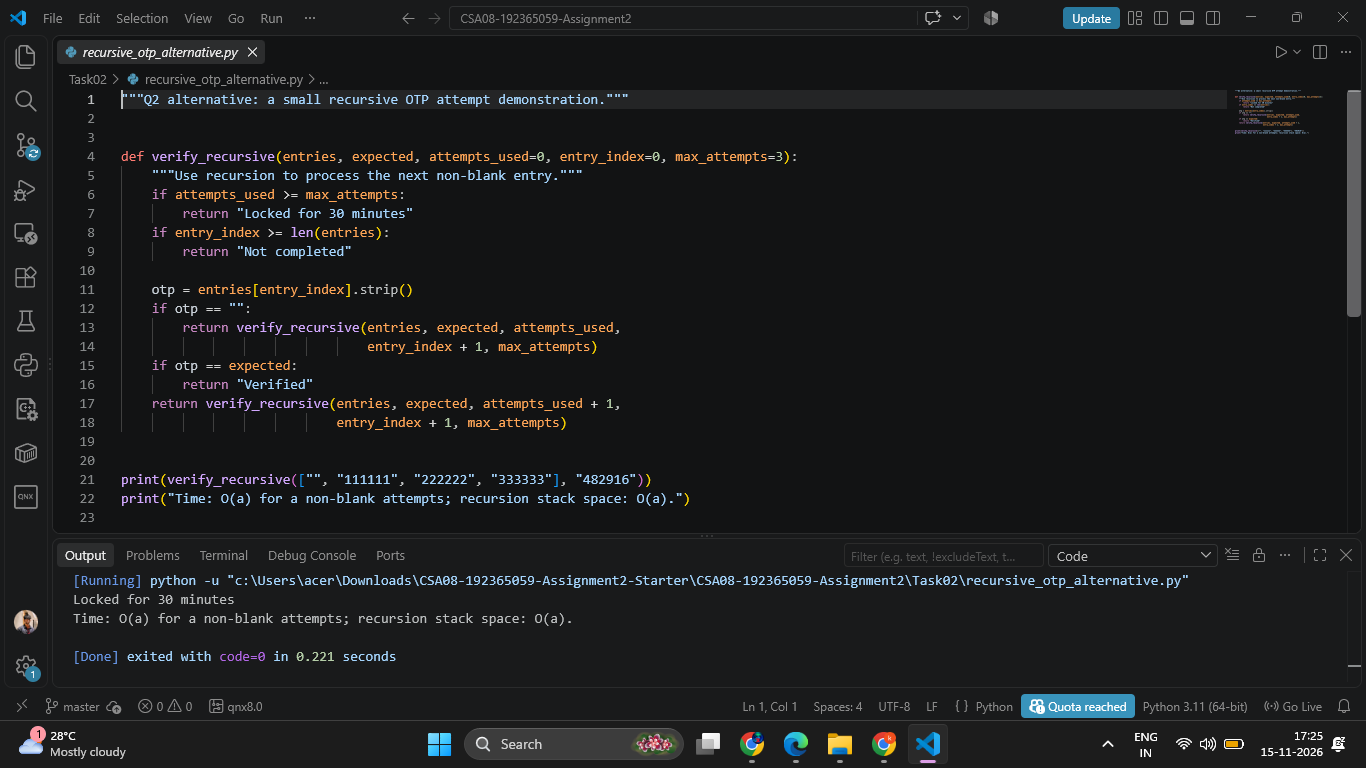 File Edit Selection View Go Run ···
CSA08-192365059-Assignment2
Update
recursive_otp_alternative.py
Task02 > recursive_otp_alternative.py > ...
1 """Q2 alternative: a small recursive OTP attempt demonstration."""
2
3
4 def verify_recursive(entries, expected, attempts_used=0, entry_index=0, max_attempts=3):
5     """Use recursion to process the next non-blank entry."""
6     if attempts_used >= max_attempts:
7         return "Locked for 30 minutes"
8     if entry_index >= len(entries):
9         return "Not completed"
10
11     otp = entries[entry_index].strip()
12     if otp == "":
13         return verify_recursive(entries, expected, attempts_used,
14                                 entry_index + 1, max_attempts)
15     if otp == expected:
16         return "Verified"
17     return verify_recursive(entries, expected, attempts_used + 1,
18                             entry_index + 1, max_attempts)
19
20
21 print(verify_recursive(["", "111111", "222222", "333333"], "482916"))
22 print("Time: O(a) for a non-blank attempts; recursion stack space: O(a).")
23
Output Problems Terminal Debug Console Ports
Filter (e.g. text, !excludeText, t...
Code
[Running] python -u "c:\Users\acer\Downloads\CSA08-192365059-Assignment2-Starter\CSA08-192365059-Assignment2\Task02\recursive_otp_alternative.py"
Locked for 30 minutes
Time: O(a) for a non-blank attempts; recursion stack space: O(a).
[Done] exited with code=0 in 0.221 seconds
QNX
1
master 0 0 qnx8.0 Ln 1, Col 1 Spaces: 4 UTF-8 LF {} Python Quota reached Python 3.11 (64-bit) Go Live
1
28°C
Mostly cloudy
Search
ENG
IN
17:25
15-11-2026